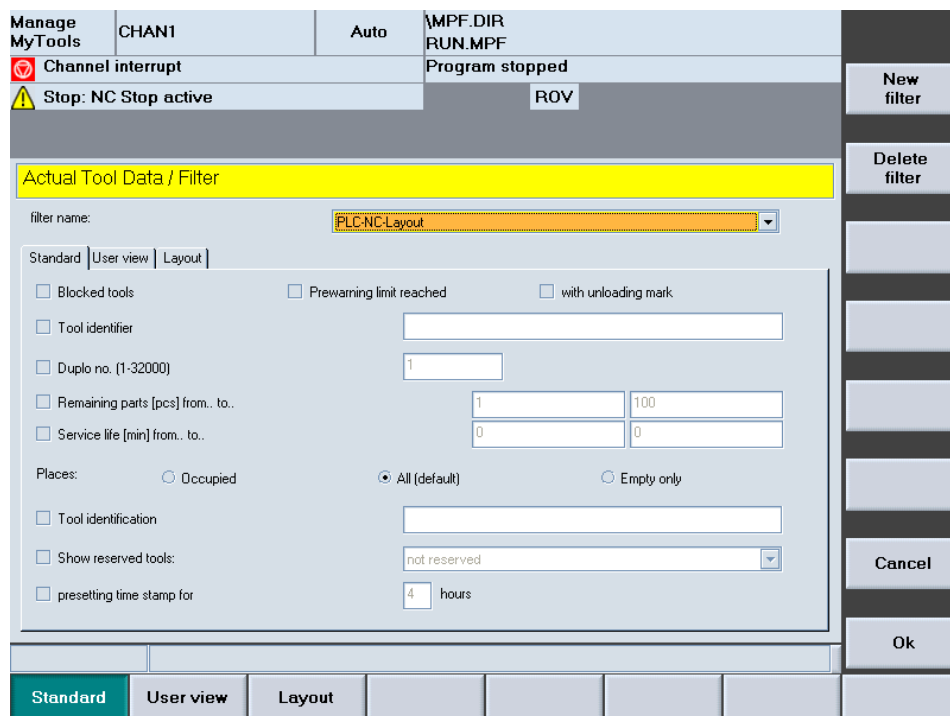 Manage MyTools
CHAN1
Auto
\MPF.DIR
RUN.MPF
Channel interrupt
Program stopped
Stop: NC Stop active
ROV
New filter
Delete filter
Actual Tool Data / Filter
filter name:
PLC-NC-Layout
Standard User view Layout
Blocked tools
Prewarning limit reached
with unloading mark
Tool identifier
Duplo no. (1-32000)
1
Remaining parts [pcs] from.. to..
1
100
Service life [min] from.. to..
0
0
Places:
Occupied
All (default)
Empty only
Tool identification
Show reserved tools:
not reserved
presetting time stamp for
4
hours
Cancel
Ok
Standard
User view
Layout